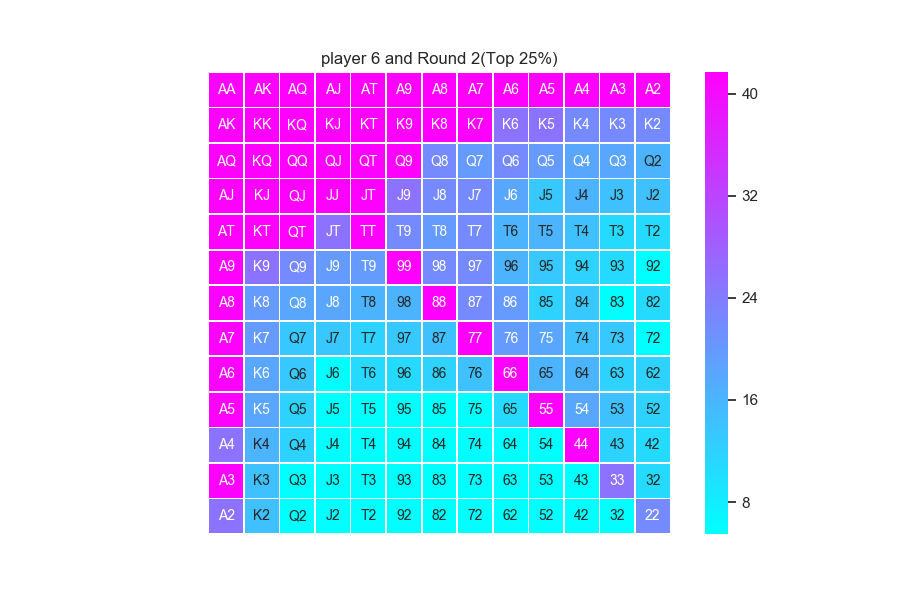 player 6 and Round 2(Top 25%)
AA AK AQ AJ AT A9 A8 A7 A6 A5 A4 A3 A2
AK KK KQ KJ KT K9 K8 K7 K6 K5 K4 K3 K2
AQ KQ QQ QJ QT Q9 Q8 Q7 Q6 Q5 Q4 Q3 Q2
AJ KJ QJ JJ JT J9 J8 J7 J6 J5 J4 J3 J2
AT KT QT JT TT T9 T8 T7 T6 T5 T4 T3 T2
A9 K9 Q9 J9 T9 99 98 97 96 95 94 93 92
A8 K8 Q8 J8 T8 98 88 87 86 85 84 83 82
A7 K7 Q7 J7 T7 97 87 77 76 75 74 73 72
A6 K6 Q6 J6 T6 96 86 76 66 65 64 63 62
A5 K5 Q5 J5 T5 95 85 75 65 55 54 53 52
A4 K4 Q4 J4 T4 94 84 74 64 54 44 43 42
A3 K3 Q3 J3 T3 93 83 73 63 53 43 33 32
A2 K2 Q2 J2 T2 92 82 72 62 52 42 32 22
40
32
24
16
8